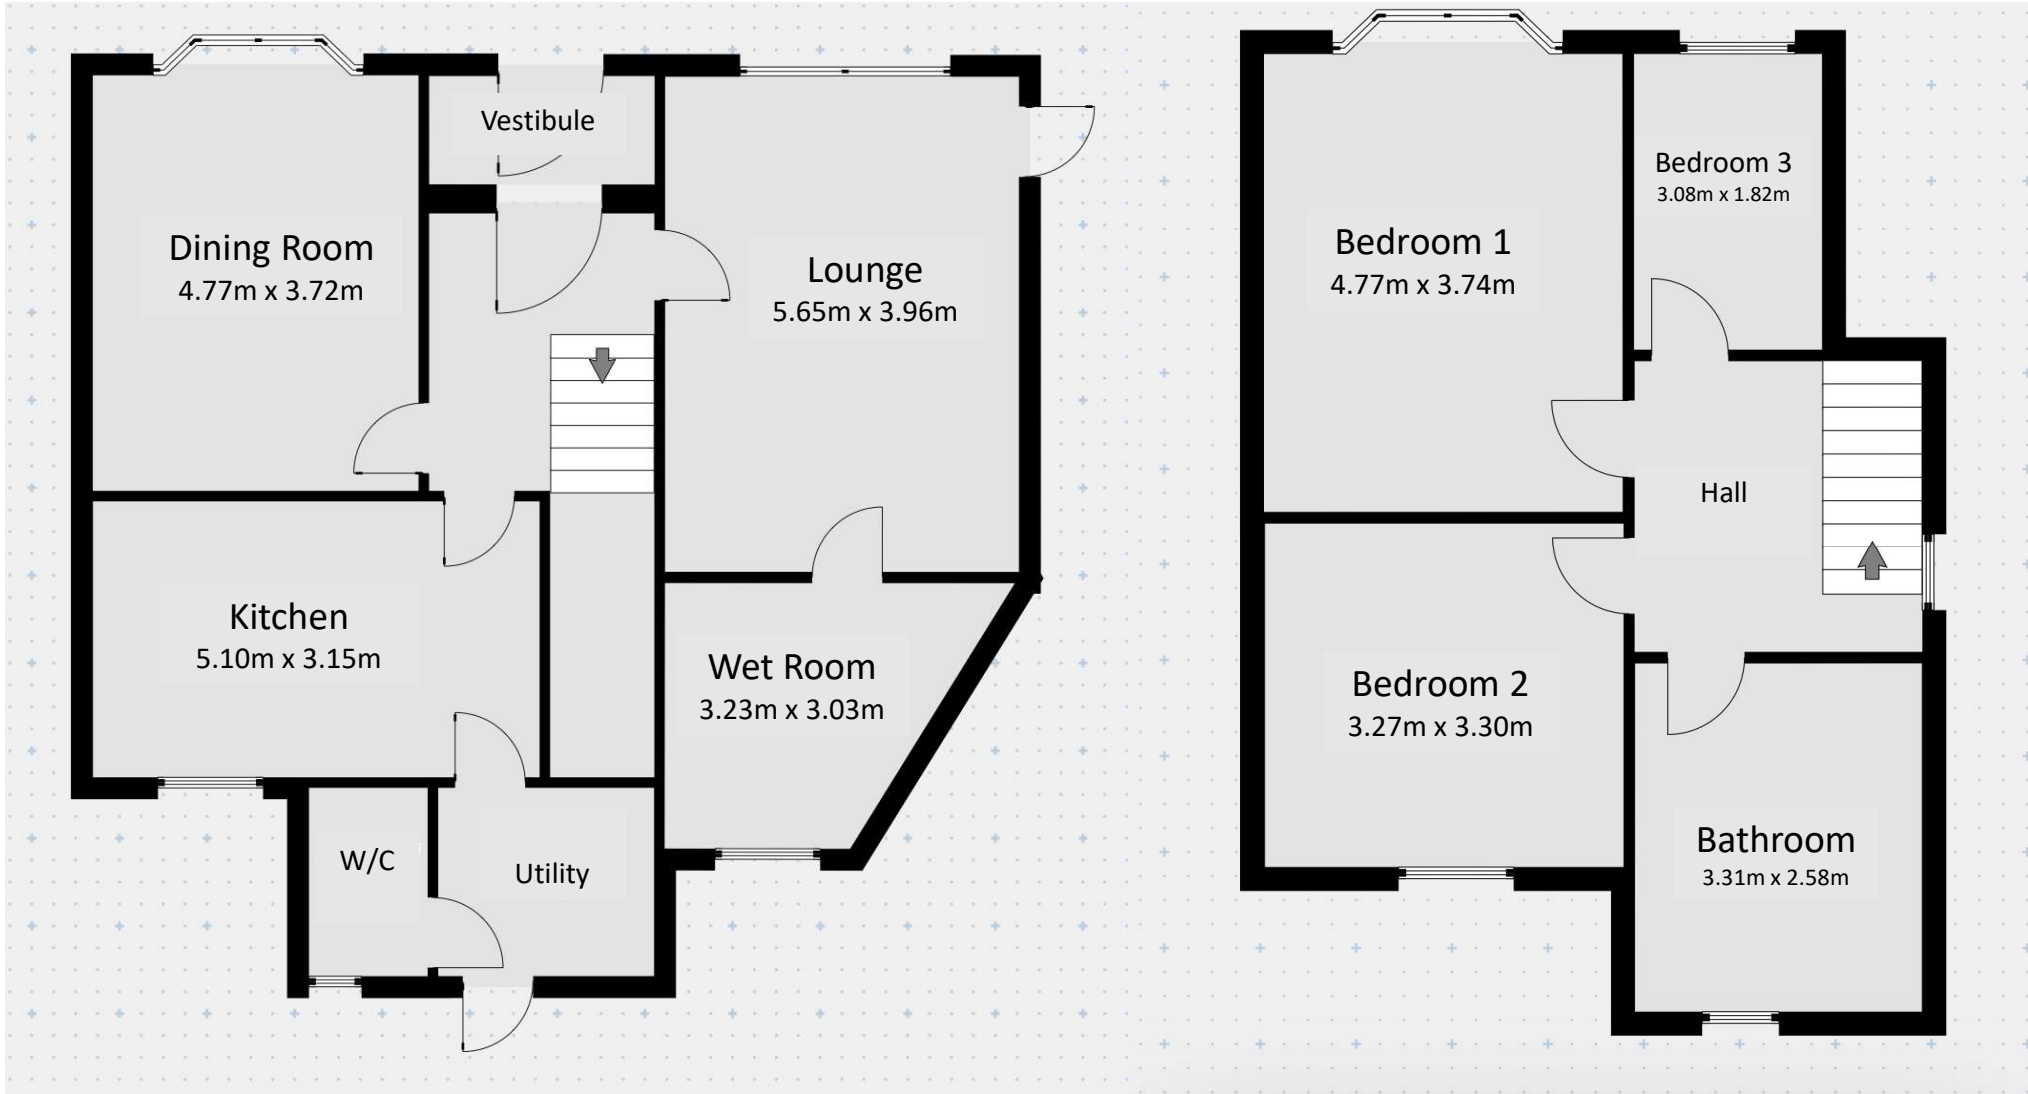 Vestibule
Dining Room
4.77m x 3.72m
Lounge
5.65m x 3.96m
Kitchen
5.10m x 3.15m
Wet Room
3.23m x 3.03m
W/C
Utility
Bedroom 3
3.08m x 1.82m
Bedroom 1
4.77m x 3.74m
Hall
Bedroom 2
3.27m x 3.30m
Bathroom
3.31m x 2.58m